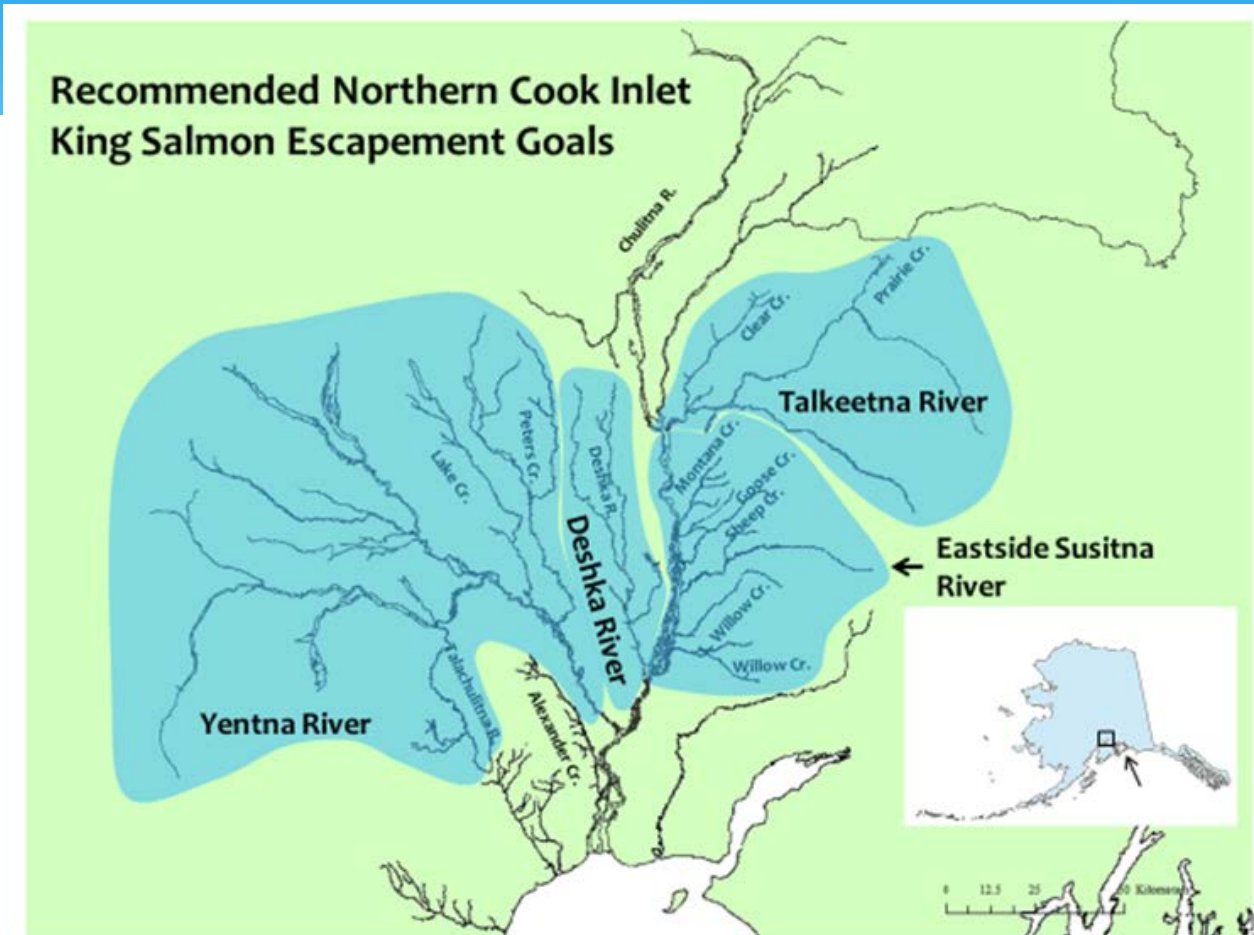 Recommended Northern Cook Inlet
King Salmon Escapement Goals
Chulitna R.
Prairie Cr.
Clear Cr.
Talkeetna River
Peters Cr.
Lake Cr.
Deshka R.
Deshka River
Montana Cr.
Goose Cr.
Sheep Cr.
Eastside Susitna
River
L. Willow Cr.
Willow Cr.
Talachulitna R.
Yentna River
Alexander Cr.
0 12.5 25 50 Kilometers